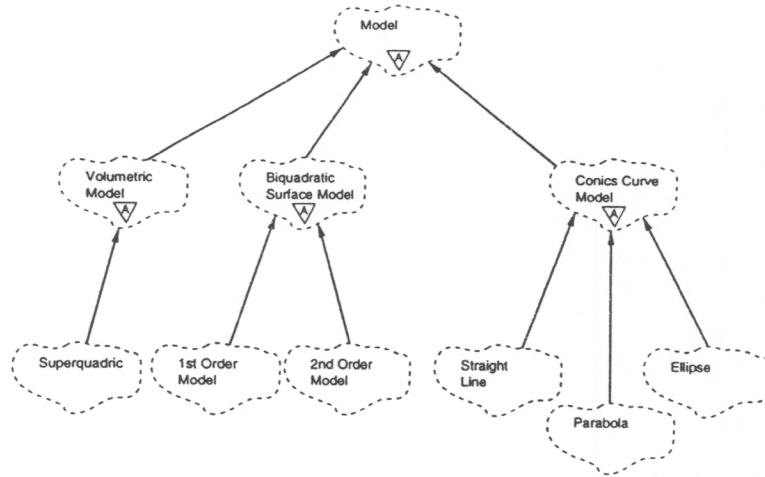 Model
A
Volumetric
Model
A
Biquadratic
Surface Model
A
Conics Curve
Model
A
Superquadric
1st Order
Model
2nd Order
Model
Straight
Line
Ellipse
Parabola